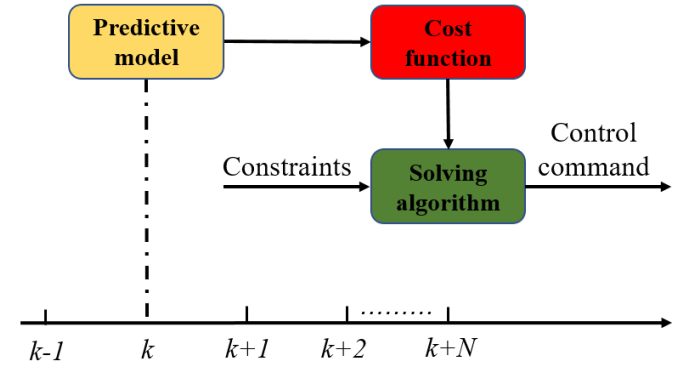 Predictive
model
Cost
function
Control
command
Constraints
Solving
algorithm
.........
k-1
k
k+1
k+2
k+N